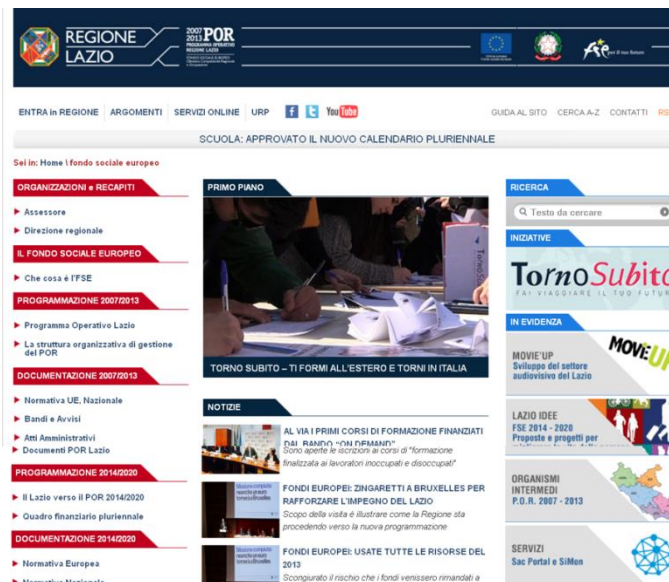 REGIONE
LAZIO
2007
2013 POR
PROGRAMMA OPERATIVO
REGIONE LAZIO
ENTRA in REGIONE
ARGOMENTI
SERVIZI ONLINE
URP
f
You Tube
GUIDA AL SITO
CERCA A-Z
CONTATTI
SCUOLA: APPROVATO IL NUOVO CALENDARIO PLURIENNALE
Sei in: Home \ fondo sociale europeo
ORGANIZZAZIONI e RECAPITI
Assessore
Direzione regionale
IL FONDO SOCIALE EUROPEO
Che cosa è l'FSE
PROGRAMMAZIONE 2007/2013
Programma Operativo Lazio
La struttura organizzativa di gestione
del POR
DOCUMENTAZIONE 2007/2013
Normativa UE, Nazionale
Bandi e Avvisi
Atti Amministrativi
Documenti POR Lazio
PROGRAMMAZIONE 2014/2020
Il Lazio verso il POR 2014/2020
Quadro finanziario pluriennale
DOCUMENTAZIONE 2014/2020
Normativa Europea
Normativa Nazionale
PRIMO PIANO
TORNO SUBITO – TI FORMI ALL'ESTERO E TORNI IN ITALIA
NOTIZIE
AL VIA I PRIMI CORSI DI FORMAZIONE FINANZIATI
DAL BANDO "ON DEMAND"
Sono aperte le iscrizioni ai corsi di "formazione
finalizzata ai lavoratori inoccupati e disoccupati"
FONDI EUROPEI: ZINGARETTI A BRUXELLES PER
RAFFORZARE L'IMPEGNO DEL LAZIO
Scopo della visita è illustrare come la Regione sta
procedendo verso la nuova programmazione
FONDI EUROPEI: USATE TUTTE LE RISORSE DEL
2013
Scongiurato il rischio che i fondi venissero rimandati a
RICERCA
Testo da cercare
INIZIATIVE
TornoSubito
FAI VIAGGIARE IL TUO FUTURO
IN EVIDENZA
MOVIE UP
MOVIE'UP
Sviluppo del settore
audiovisivo del Lazio
LAZIO IDEE
FSE 2014 - 2020
Proposte e progetti per
ORGANISMI
INTERMEDI
P.O.R. 2007 - 2013
SERVIZI
Sac Portal e SiMon